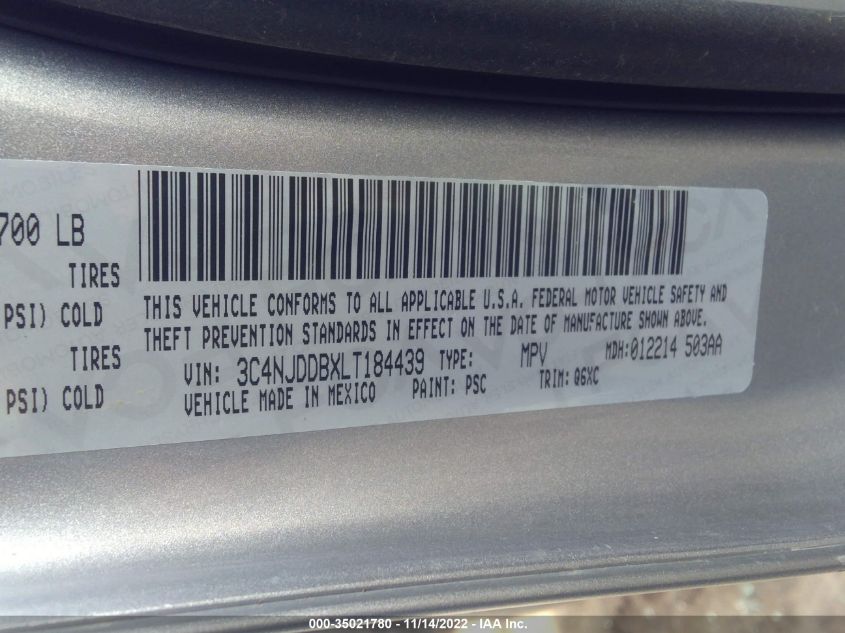 700 LB
TIRES
PSI) COLD
TIRES
PSI) COLD
THIS VEHICLE CONFORMS TO ALL APPLICABLE U.S.A. FEDERAL MOTOR VEHICLE SAFETY AND
THEFT PREVENTION STANDARDS IN EFFECT ON THE DATE OF MANUFACTURE SHOWN ABOVE.
VIN: 3C4NJDDBXLT184439 TYPE: MPV MDH:012214 503AA
VEHICLE MADE IN MEXICO PAINT: PSC TRIM: Q6XC
000-35021780 - 11/14/2022 - IAA Inc.